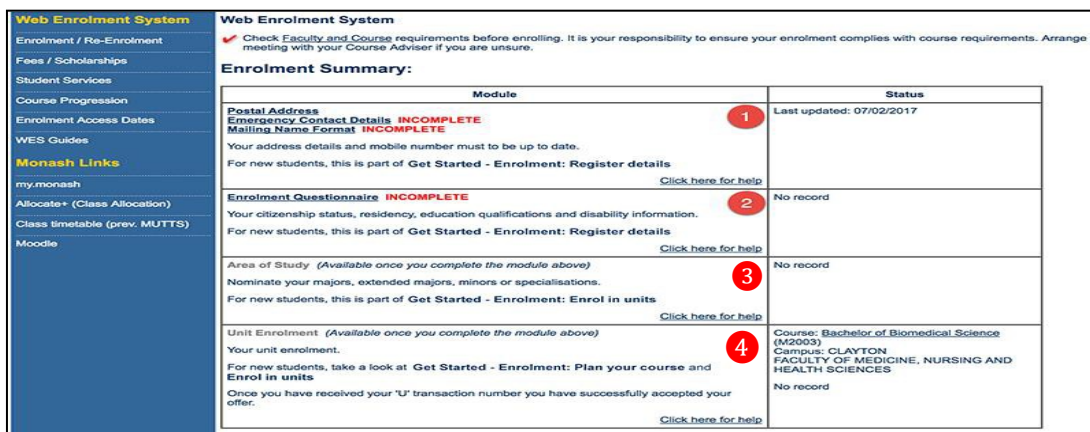 Web Enrolment System
Enrolment / Re-Enrolment
Fees / Scholarships
Student Services
Course Progression
Enrolment Access Dates
WES Guides
Monash Links
my.monash
Allocate+ (Class Allocation)
Class timetable (prev. MUTTS)
Moodle
Web Enrolment System
Check Faculty and Course requirements before enrolling. It is your responsibility to ensure your enrolment complies with course requirements. Arrange
meeting with your Course Adviser if you are unsure.
Enrolment Summary:
Module
Status
Postal Address
Emergency Contact Details INCOMPLETE
Mailing Name Format INCOMPLETE
1
Your address details and mobile number must to be up to date.
For new students, this is part of Get Started - Enrolment: Register details
Click here for help
Last updated: 07/02/2017
Enrolment Questionnaire INCOMPLETE
2
Your citizenship status, residency, education qualifications and disability information.
For new students, this is part of Get Started - Enrolment: Register details
Click here for help
No record
Area of Study (Available once you complete the module above)
3
Nominate your majors, extended majors, minors or specialisations.
For new students, this is part of Get Started - Enrolment: Enrol in units
Click here for help
No record
Unit Enrolment (Available once you complete the module above)
4
Your unit enrolment.
For new students, take a look at Get Started - Enrolment: Plan your course and
Enrol in units
Once you have received your 'U' transaction number you have successfully accepted your
offer.
Click here for help
Course: Bachelor of Biomedical Science
(M2003)
Campus: CLAYTON
FACULTY OF MEDICINE, NURSING AND
HEALTH SCIENCES
No record